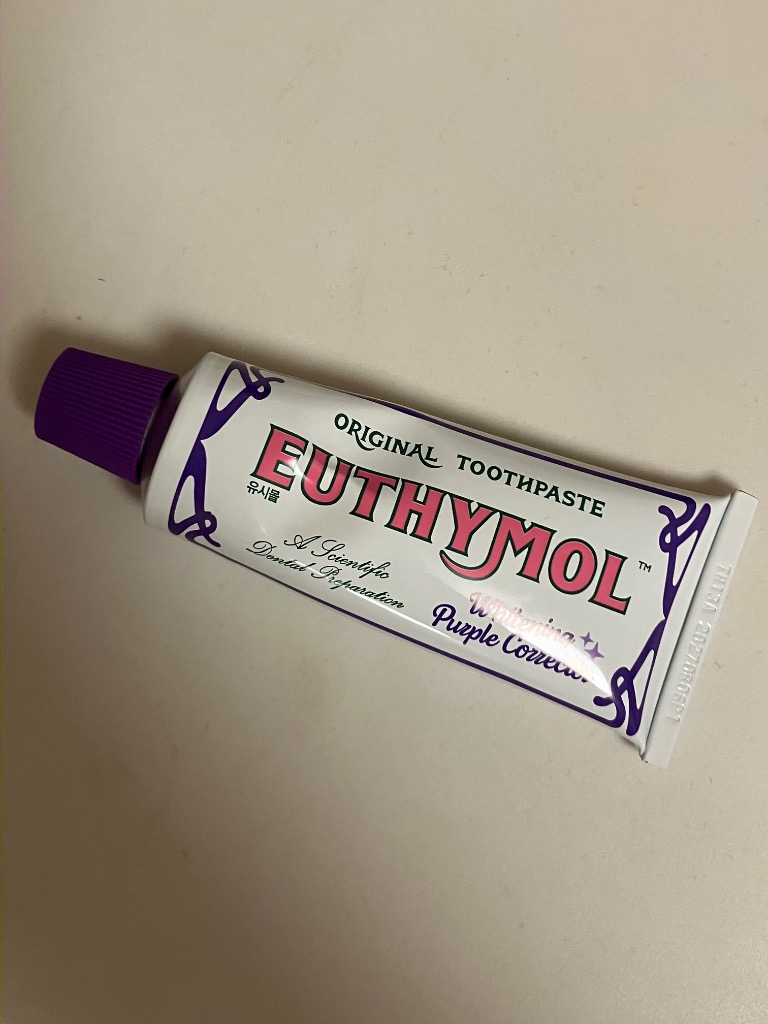 ORIGINAL TOOTHPASTE
EUTHYMOL™
유시몰
A Scientific
Dental Preparation
Whitening
Purple Corrector